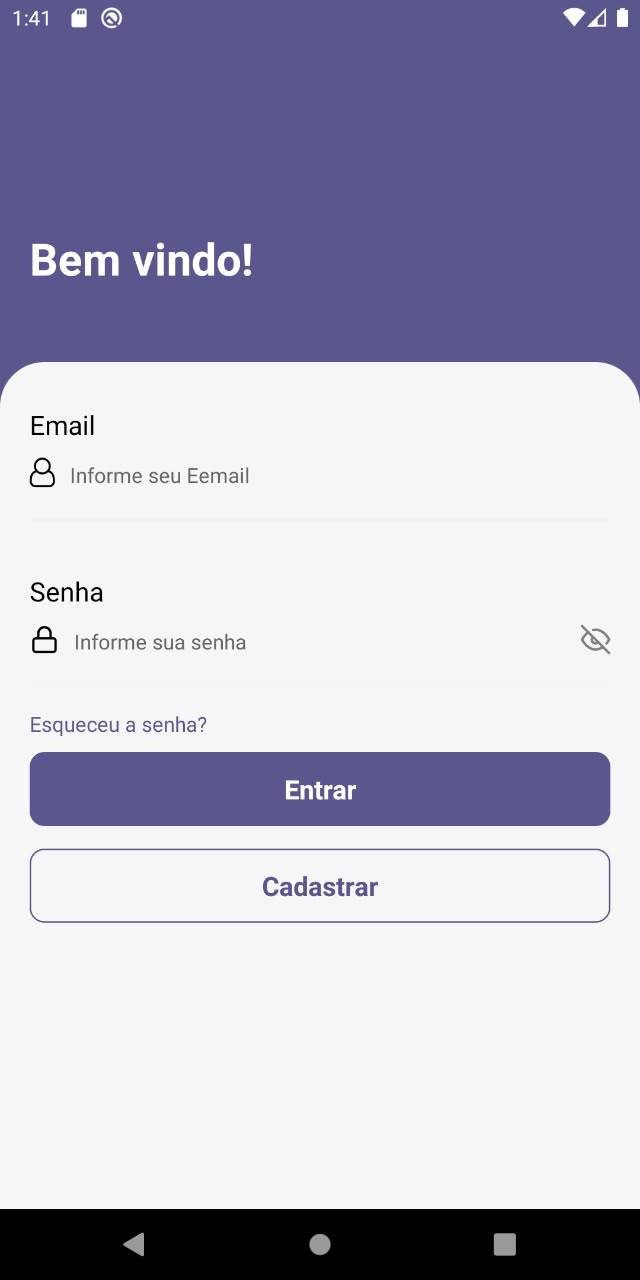 1:41
Bem vindo!
Email
Informe seu Eemail
Senha
Informe sua senha
Esqueceu a senha?
Entrar
Cadastrar